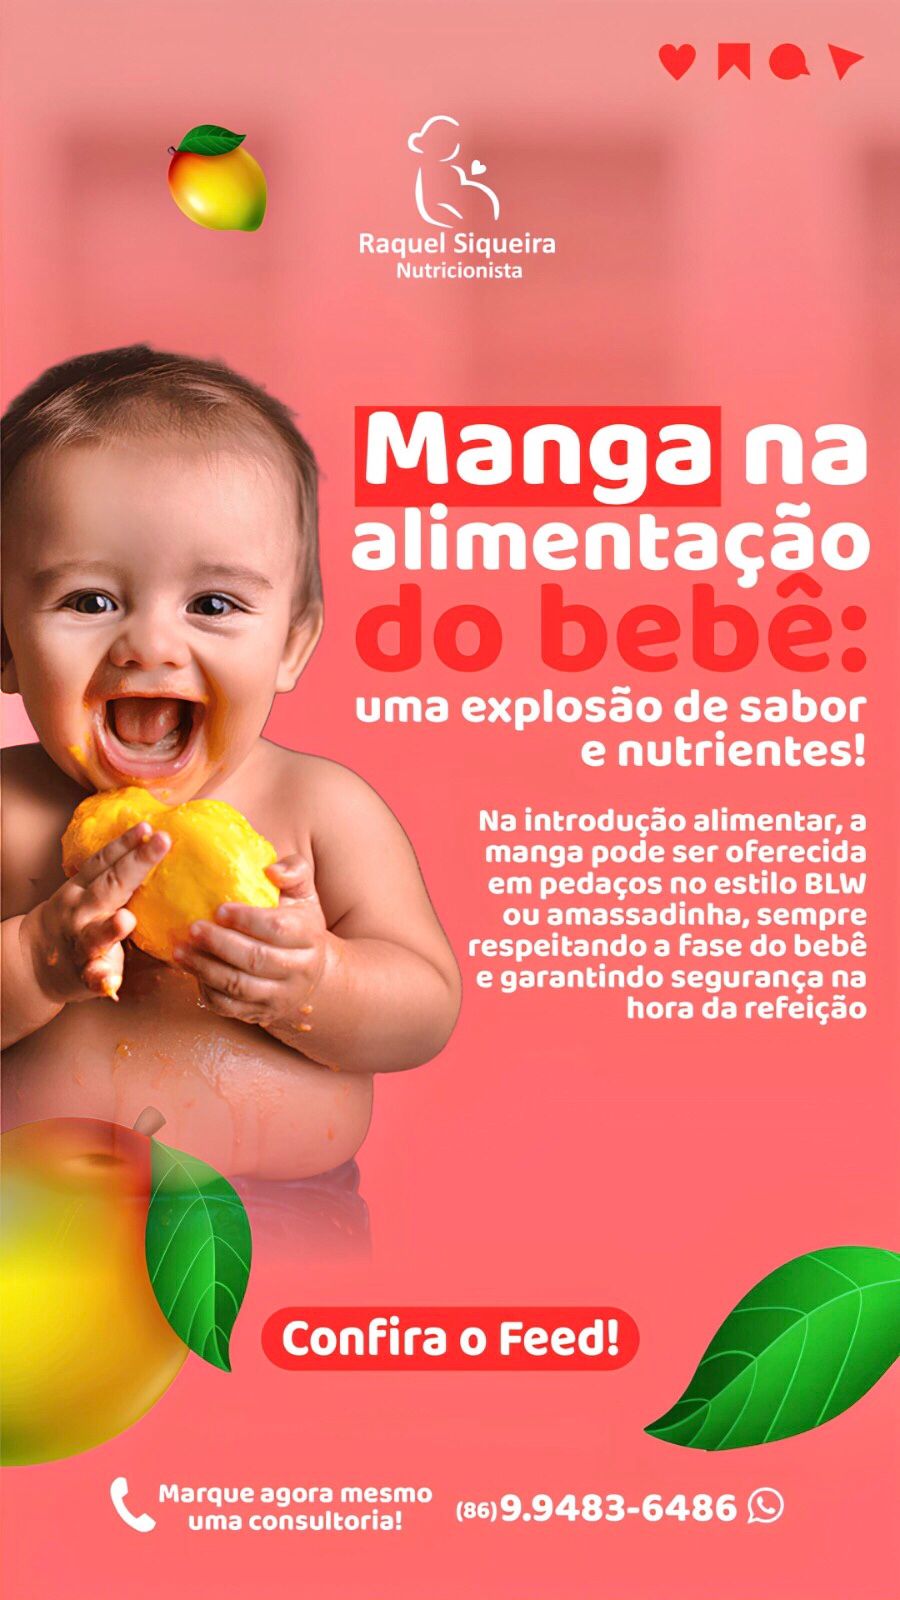 Raquel Siqueira
Nutricionista
Manga na
alimentação
do bebê:
uma explosão de sabor
e nutrientes!
Na introdução alimentar, a
manga pode ser oferecida
em pedaços no estilo BLW
ou amassadinha, sempre
respeitando a fase do bebê
e garantindo segurança na
hora da refeição
Confira o Feed!
Marque agora mesmo
uma consultoria!
(86)9.9483-6486